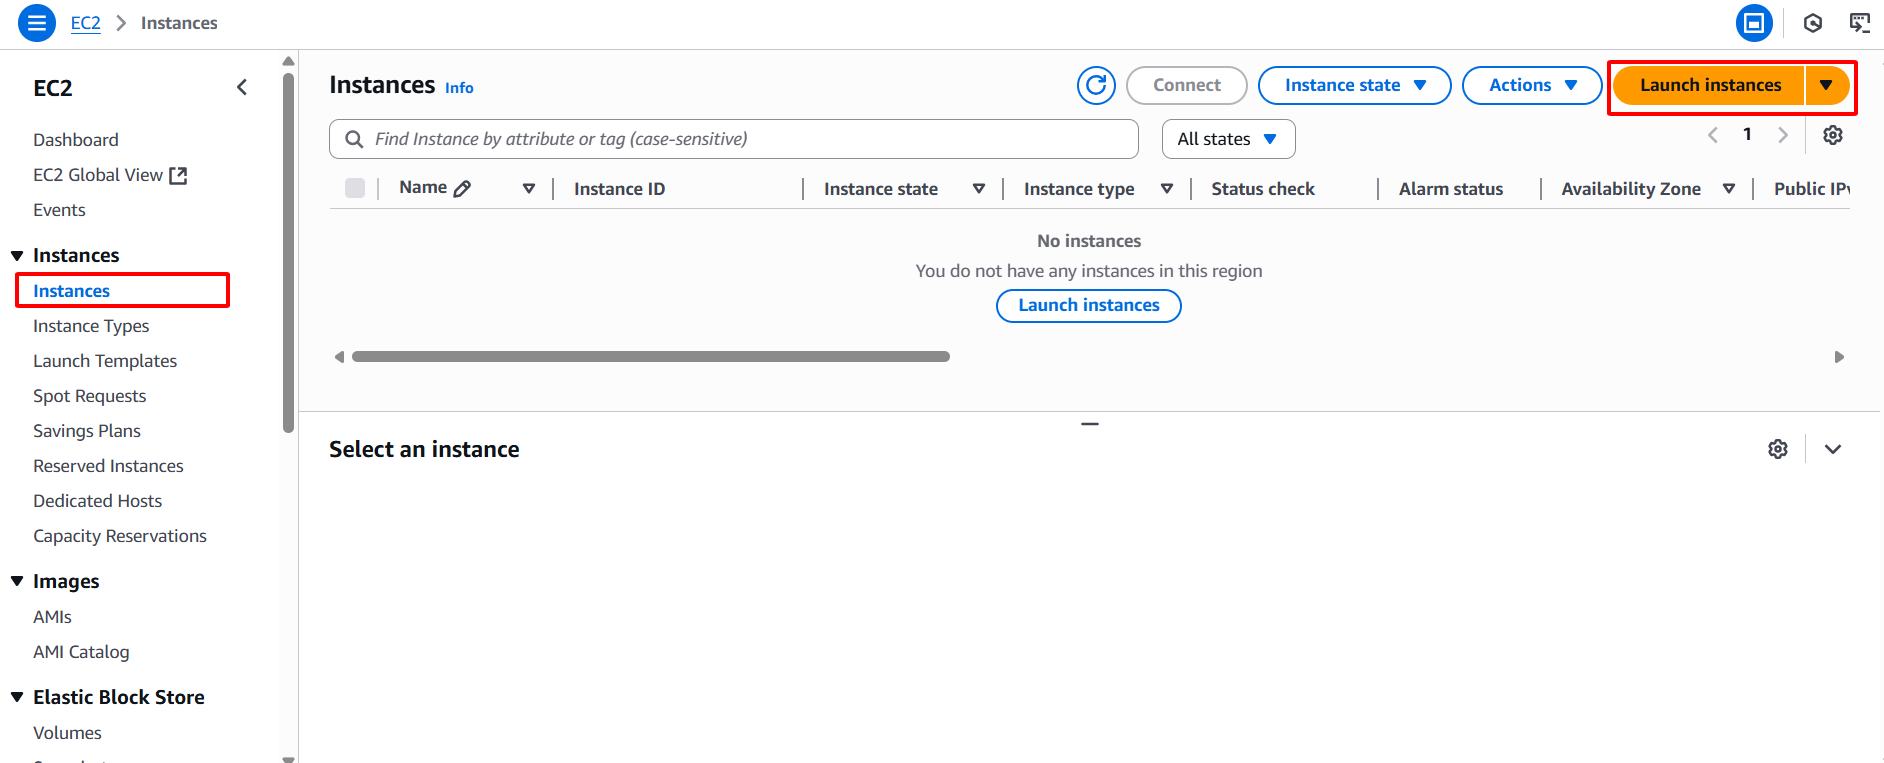 EC2 > Instances
EC2
Dashboard
EC2 Global View
Events
Instances
Instances
Instance Types
Launch Templates
Spot Requests
Savings Plans
Reserved Instances
Dedicated Hosts
Capacity Reservations
Images
AMIs
AMI Catalog
Elastic Block Store
Volumes
Instances Info
Connect
Instance state
Actions
Launch instances
Find Instance by attribute or tag (case-sensitive)
All states
1
Name Instance ID Instance state Instance type Status check Alarm status Availability Zone Public IPv
No instances
You do not have any instances in this region
Launch instances
Select an instance